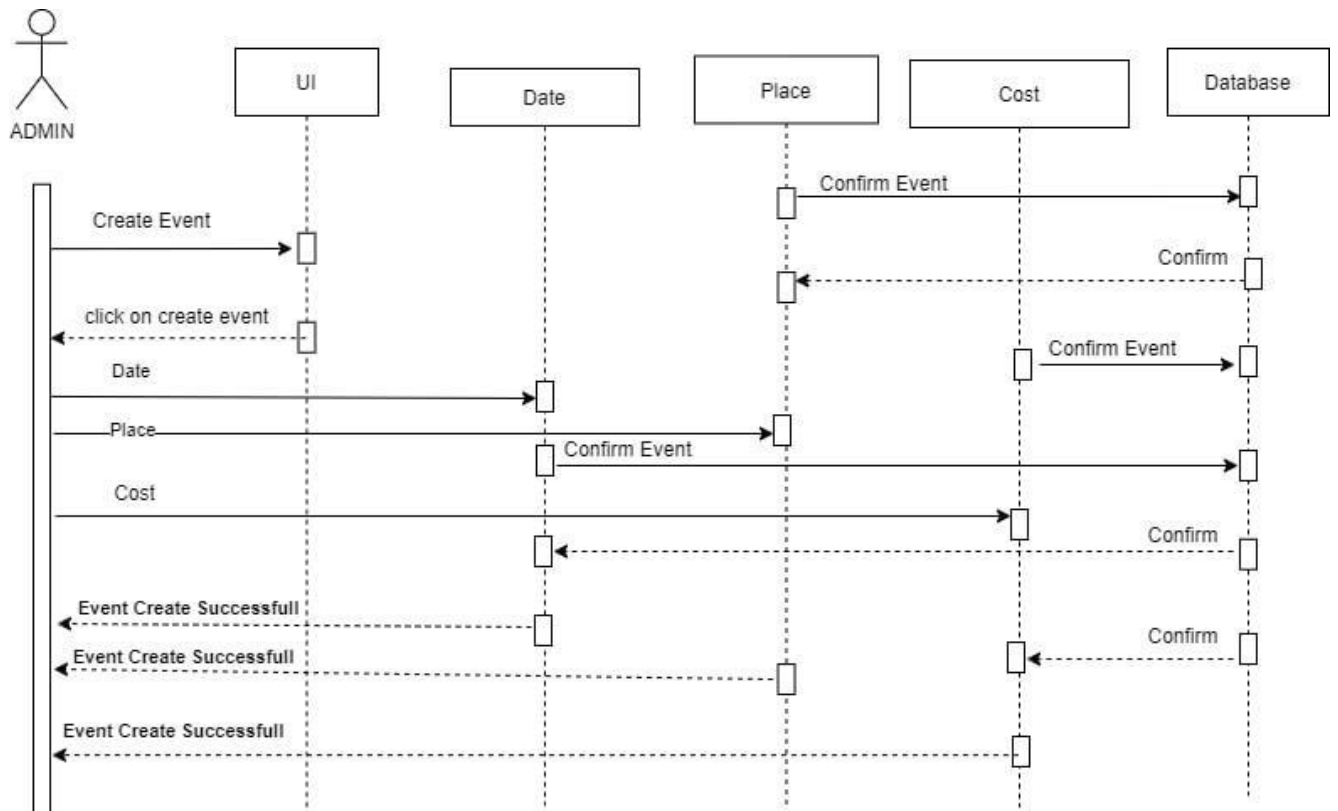 ADMIN
UI
Date
Place
Cost
Database
Confirm Event
Create Event
Confirm
click on create event
Confirm Event
Date
Place
Confirm Event
Cost
Confirm
Event Create Successfull
Confirm
Event Create Successfull
Event Create Successfull